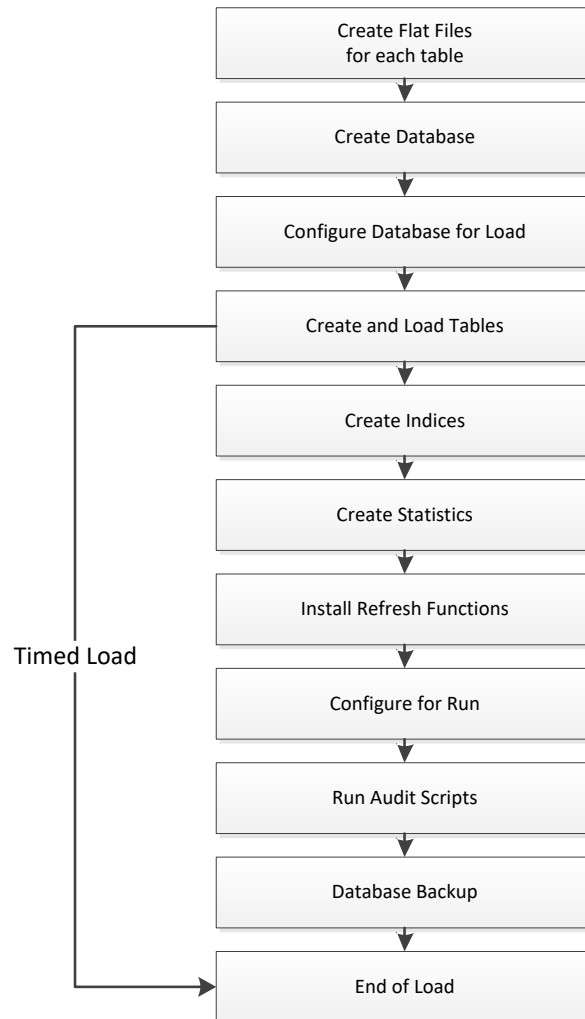 Create Flat Files
for each table
Create Database
Configure Database for Load
Create and Load Tables
Create Indices
Create Statistics
Install Refresh Functions
Timed Load
Configure for Run
Run Audit Scripts
Database Backup
End of Load